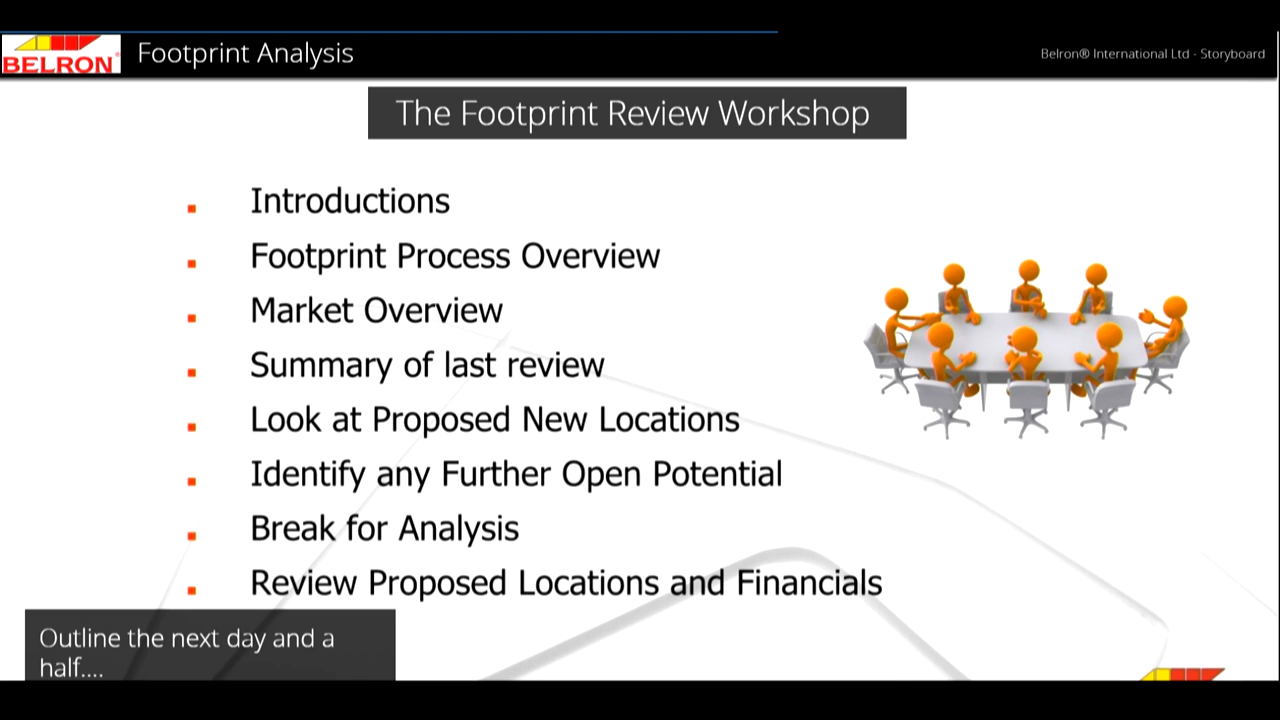 BELRON®
Footprint Analysis
Belron® International Ltd - Storyboard
The Footprint Review Workshop
Introductions
Footprint Process Overview
Market Overview
Summary of last review
Look at Proposed New Locations
Identify any Further Open Potential
Break for Analysis
Review Proposed Locations and Financials
Outline the next day and a
half....